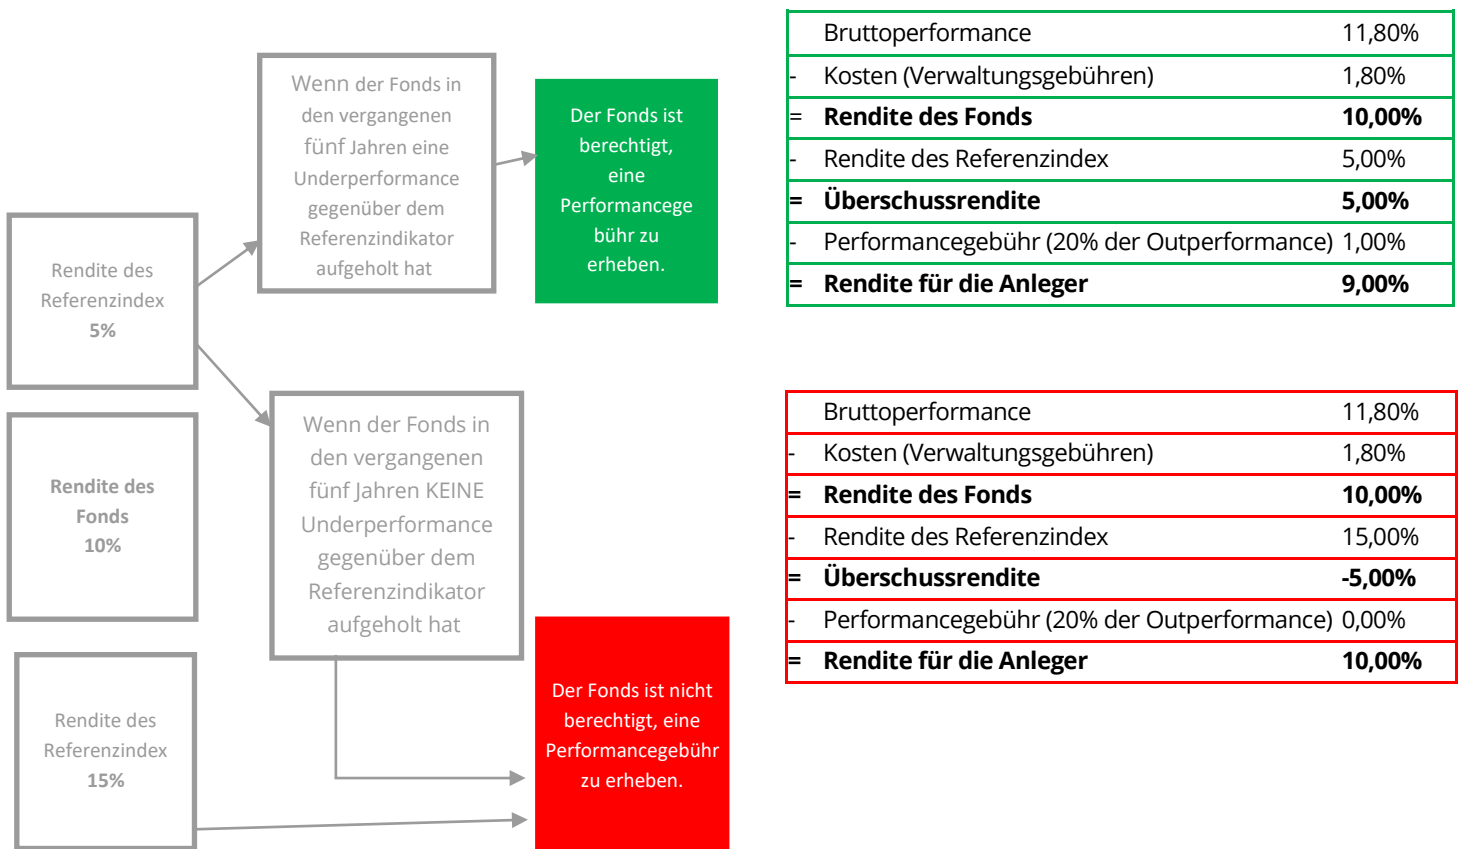 Rendite des
Referenzindex
5%
Rendite des
Fonds
10%
Rendite des
Referenzindex
15%
Wenn der Fonds in
den vergangenen
fünf Jahren eine
Underperformance
gegenüber dem
Referenzindikator
aufgeholt hat
Wenn der Fonds in
den vergangenen
fünf Jahren KEINE
Underperformance
gegenüber dem
Referenzindikator
aufgeholt hat
Der Fonds ist
berechtigt,
eine
Performancege
bühr zu
erheben.
Der Fonds ist nicht
berechtigt, eine
Performancegebühr
zu erheben.
Bruttoperformance 11,80%
- Kosten (Verwaltungsgebühren) 1,80%
= Rendite des Fonds 10,00%
- Rendite des Referenzindex 5,00%
= Überschussrendite 5,00%
- Performancegebühr (20% der Outperformance) 1,00%
= Rendite für die Anleger 9,00%
Bruttoperformance 11,80%
- Kosten (Verwaltungsgebühren) 1,80%
= Rendite des Fonds 10,00%
- Rendite des Referenzindex 15,00%
= Überschussrendite -5,00%
- Performancegebühr (20% der Outperformance) 0,00%
= Rendite für die Anleger 10,00%